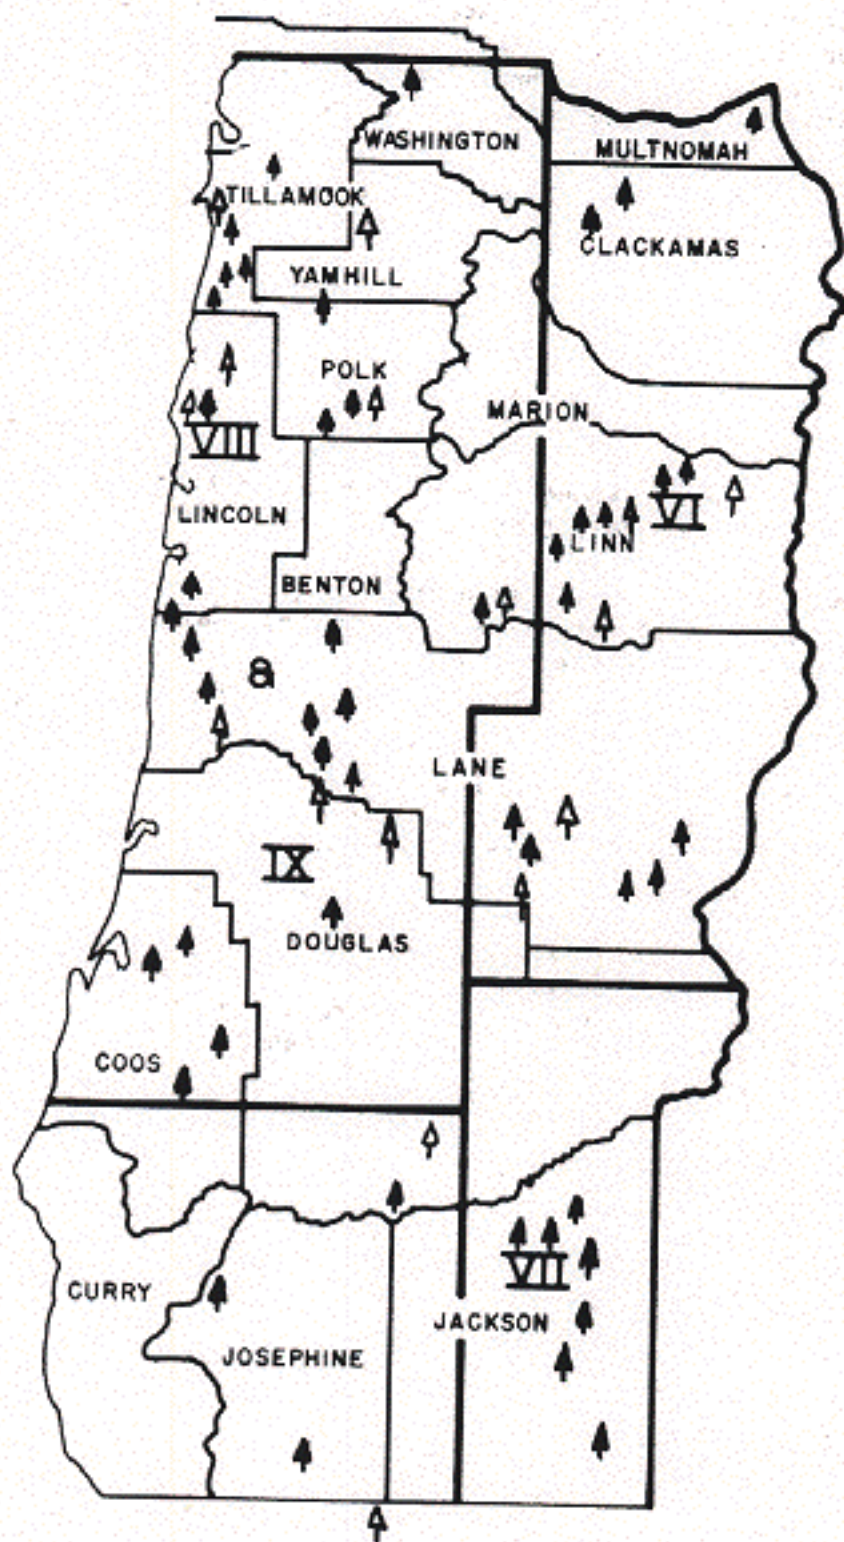 WASHINGTON
MULTNOMAH
TILLAMOOK
CLACKAMAS
YAMHILL
POLK
MARION
VIII
VI
LINCOLN
LINN
BENTON
a
LANE
IX
DOUGLAS
COOS
VII
CURRY
JACKSON
JOSEPHINE